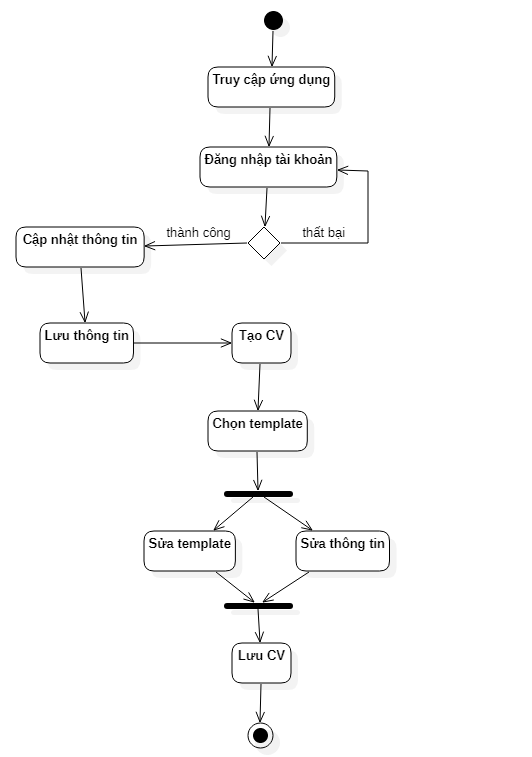 Truy cập ứng dụng
Đăng nhập tài khoản
thành công
thất bại
Cập nhật thông tin
Lưu thông tin
Tạo CV
Chọn template
Sửa template
Sửa thông tin
Lưu CV